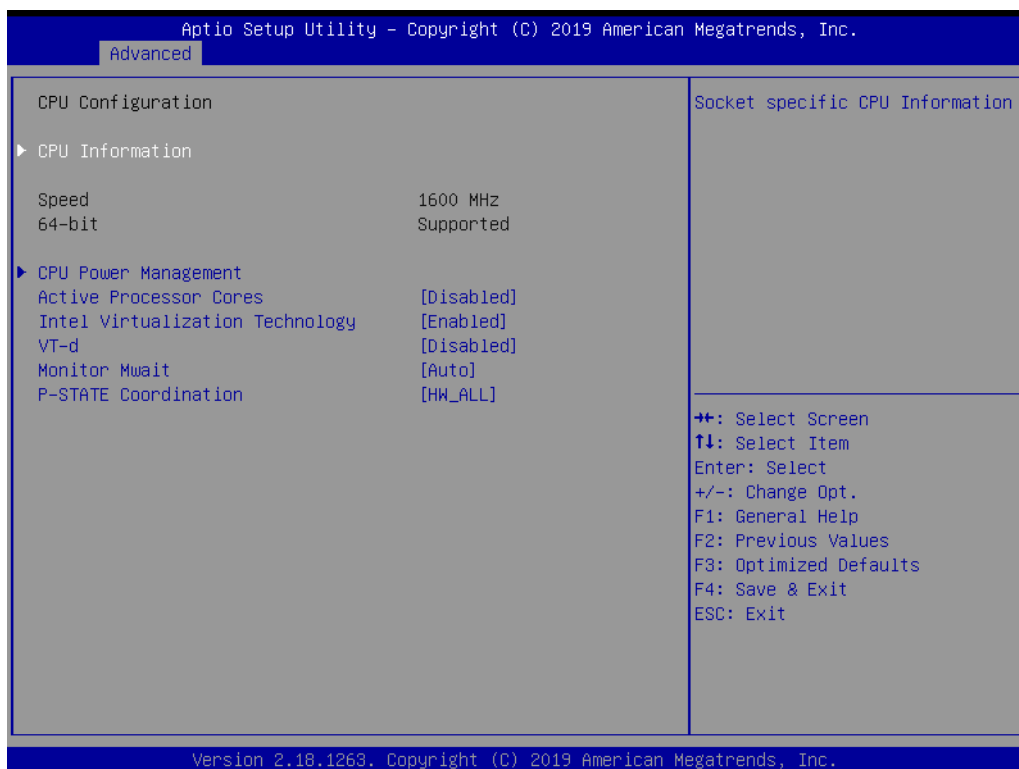 Aptio Setup Utility – Copyright (C) 2019 American Megatrends, Inc.
Advanced
CPU Configuration
Socket specific CPU Information
▶ CPU Information
Speed 1600 MHz
64-bit Supported
▶ CPU Power Management
Active Processor Cores [Disabled]
Intel Virtualization Technology [Enabled]
VT-d [Disabled]
Monitor Mwait [Auto]
P-STATE Coordination [HW_ALL]
→←: Select Screen
↑↓: Select Item
Enter: Select
+/-: Change Opt.
F1: General Help
F2: Previous Values
F3: Optimized Defaults
F4: Save & Exit
ESC: Exit
Version 2.18.1263. Copyright (C) 2019 American Megatrends, Inc.